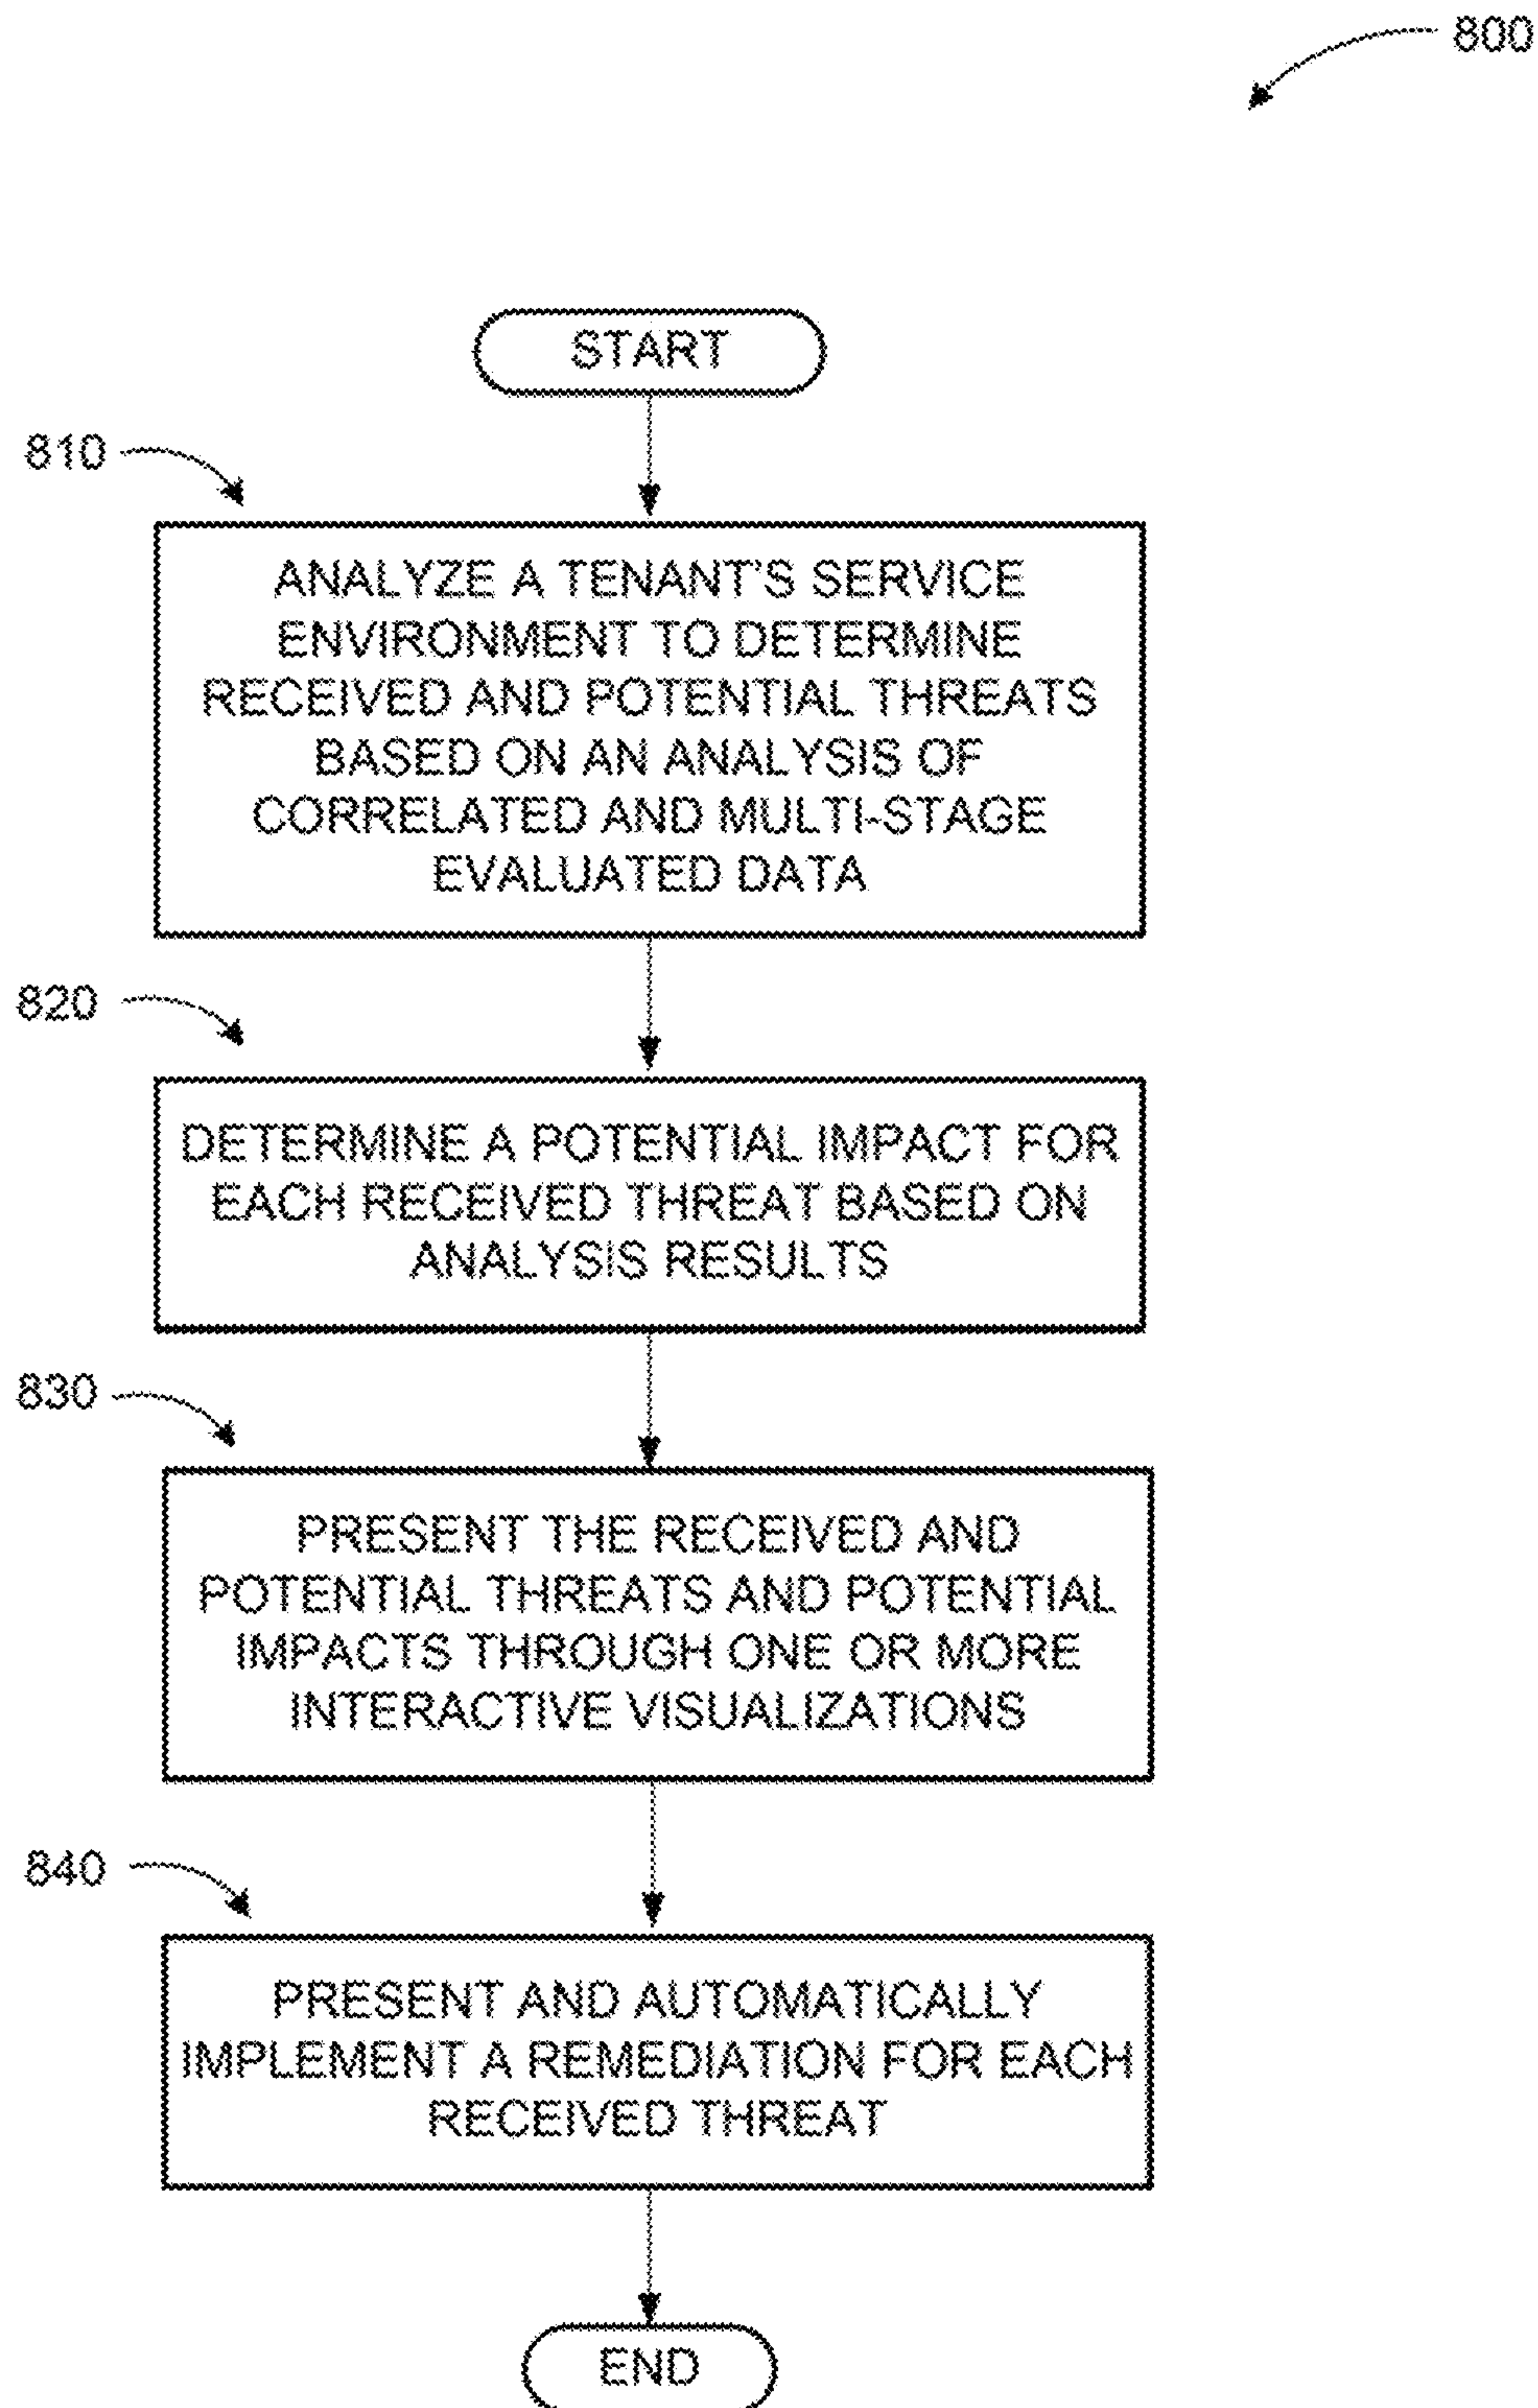 800
START
810
ANALYZE A TENANT'S SERVICE
ENVIRONMENT TO DETERMINE
RECEIVED AND POTENTIAL THREATS
BASED ON AN ANALYSIS OF
CORRELATED AND MULTI-STAGE
EVALUATED DATA
820
DETERMINE A POTENTIAL IMPACT FOR
EACH RECEIVED THREAT BASED ON
ANALYSIS RESULTS
830
PRESENT THE RECEIVED AND
POTENTIAL THREATS AND POTENTIAL
IMPACTS THROUGH ONE OR MORE
INTERACTIVE VISUALIZATIONS
840
PRESENT AND AUTOMATICALLY
IMPLEMENT A REMEDIATION FOR EACH
RECEIVED THREAT
END